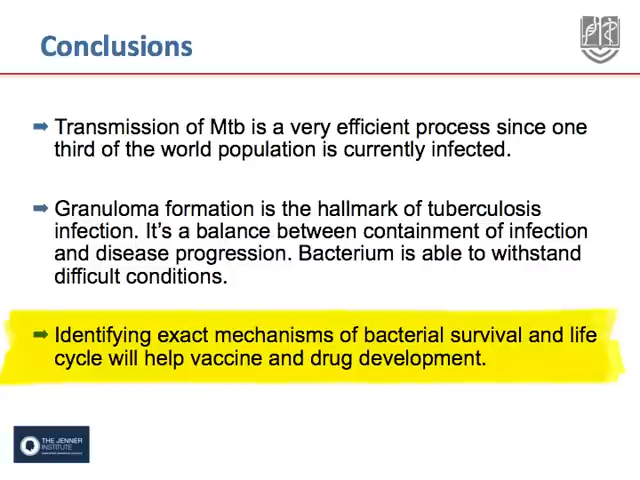 Conclusions
Transmission of Mtb is a very efficient process since one
third of the world population is currently infected.
Granuloma formation is the hallmark of tuberculosis
infection. It's a balance between containment of infection
and disease progression. Bacterium is able to withstand
difficult conditions.
Identifying exact mechanisms of bacterial survival and life
cycle will help vaccine and drug development.
THE JENNER
INSTITUTE